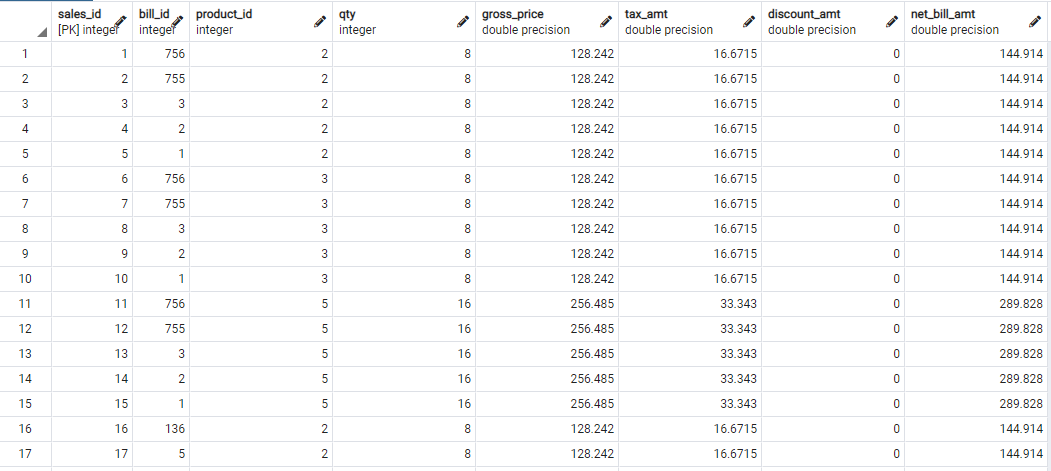 sales_id bill_id product_id qty gross_price tax_amt discount_amt net_bill_amt
[PK] integer integer integer integer double precision double precision double precision double precision
1 1 756 2 8 128.242 16.6715 0 144.914
2 2 755 2 8 128.242 16.6715 0 144.914
3 3 3 2 8 128.242 16.6715 0 144.914
4 4 2 2 8 128.242 16.6715 0 144.914
5 5 1 2 8 128.242 16.6715 0 144.914
6 6 756 3 8 128.242 16.6715 0 144.914
7 7 755 3 8 128.242 16.6715 0 144.914
8 8 3 3 8 128.242 16.6715 0 144.914
9 9 2 3 8 128.242 16.6715 0 144.914
10 10 1 3 8 128.242 16.6715 0 144.914
11 11 756 5 16 256.485 33.343 0 289.828
12 12 755 5 16 256.485 33.343 0 289.828
13 13 3 5 16 256.485 33.343 0 289.828
14 14 2 5 16 256.485 33.343 0 289.828
15 15 1 5 16 256.485 33.343 0 289.828
16 16 136 2 8 128.242 16.6715 0 144.914
17 17 5 2 8 128.242 16.6715 0 144.914